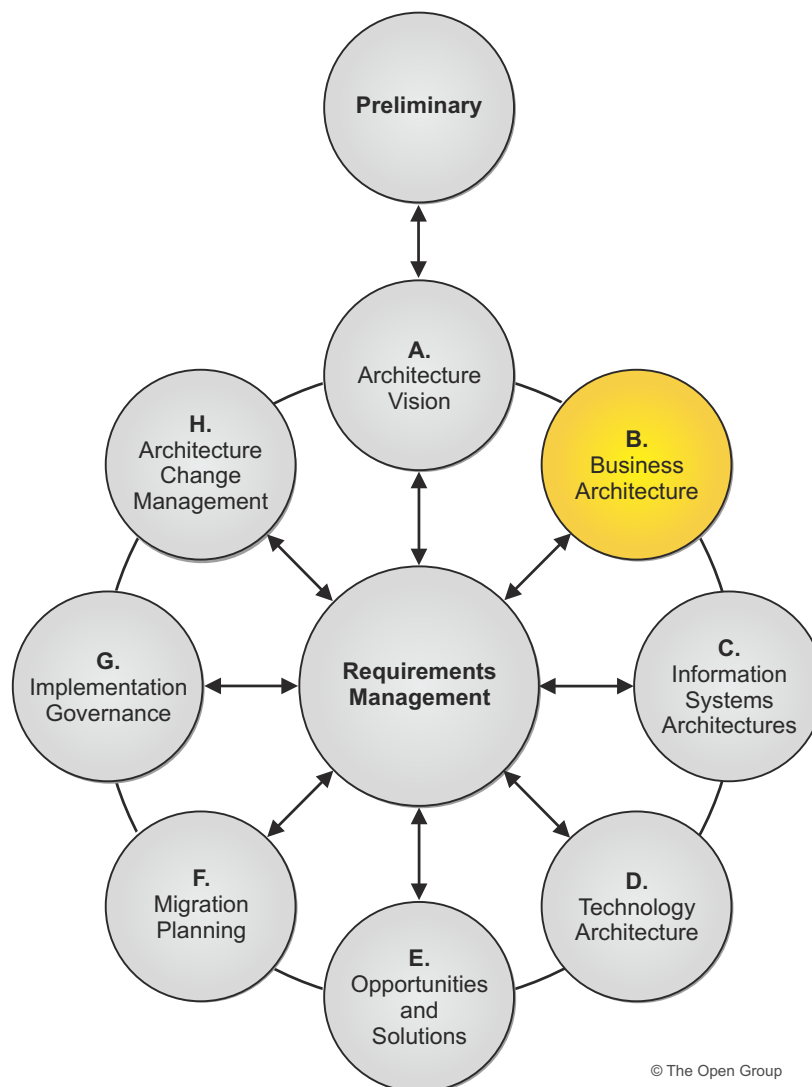 Preliminary
A.
Architecture
Vision
B.
Business
Architecture
C.
Information
Systems
Architectures
D.
Technology
Architecture
E.
Opportunities
and
Solutions
F.
Migration
Planning
G.
Implementation
Governance
H.
Architecture
Change
Management
Requirements
Management
© The Open Group